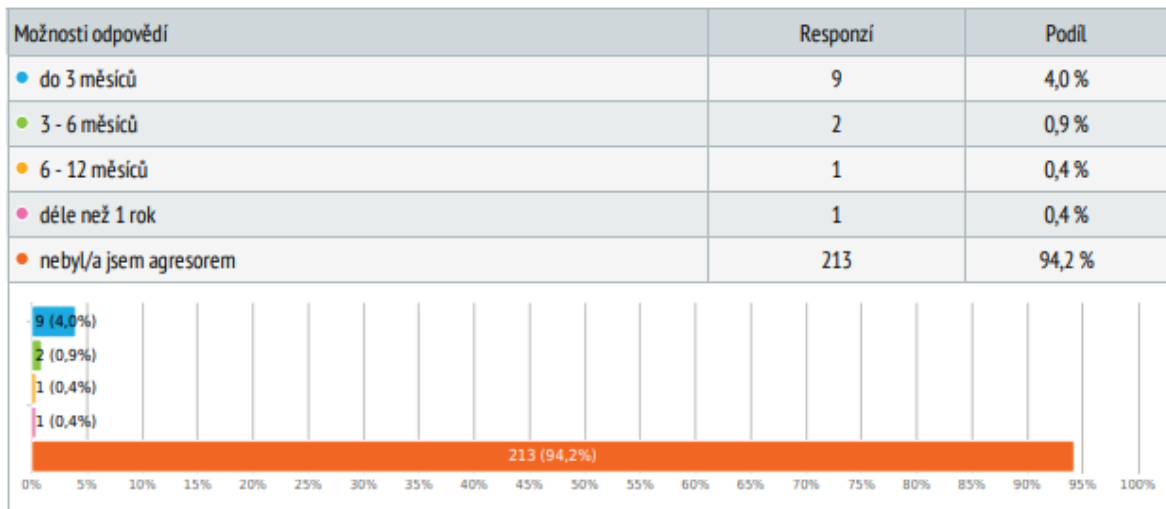 Možnosti odpovědí Responzí Podíl
do 3 měsíců 9 4,0 %
3 - 6 měsíců 2 0,9 %
6 - 12 měsíců 1 0,4 %
déle než 1 rok 1 0,4 %
nebyl/a jsem agresorem 213 94,2 %
9 (4,0%)
2 (0,9%)
1 (0,4%)
1 (0,4%)
213 (94,2%)
0% 5% 10% 15% 20% 25% 30% 35% 40% 45% 50% 55% 60% 65% 70% 75% 80% 85% 90% 95% 100%